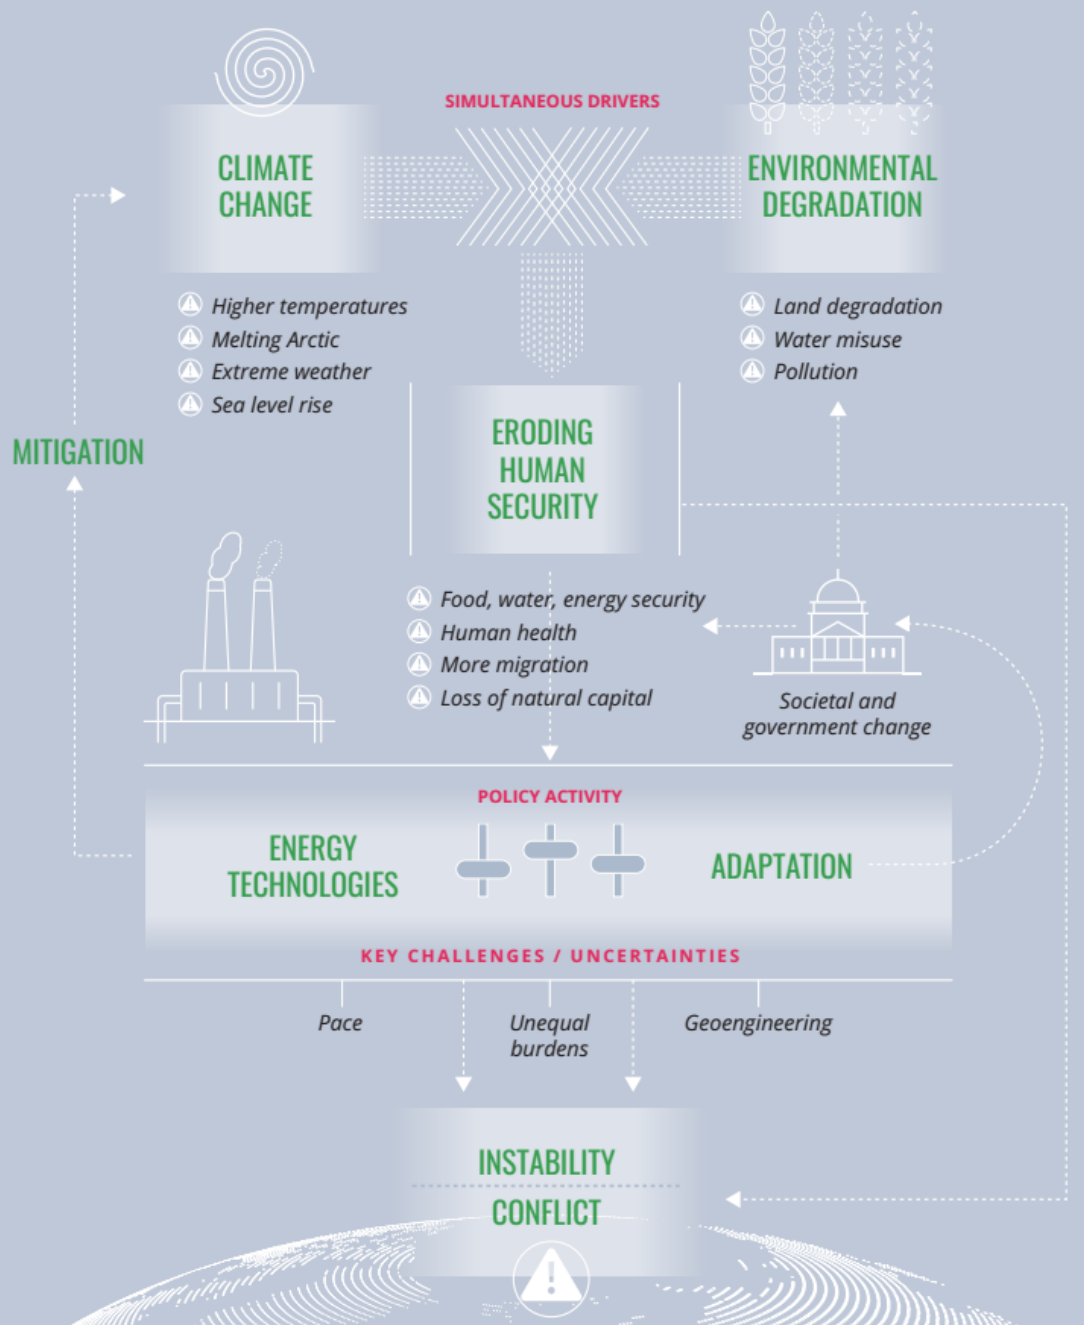 SIMULTANEOUS DRIVERS
CLIMATE
CHANGE
ENVIRONMENTAL
DEGRADATION
Higher temperatures
Melting Arctic
Extreme weather
Sea level rise
Land degradation
Water misuse
Pollution
MITIGATION
ERODING
HUMAN
SECURITY
Food, water, energy security
Human health
More migration
Loss of natural capital
Societal and
government change
POLICY ACTIVITY
ENERGY
TECHNOLOGIES
ADAPTATION
KEY CHALLENGES / UNCERTAINTIES
Pace
Unequal
burdens
Geoengineering
INSTABILITY
CONFLICT